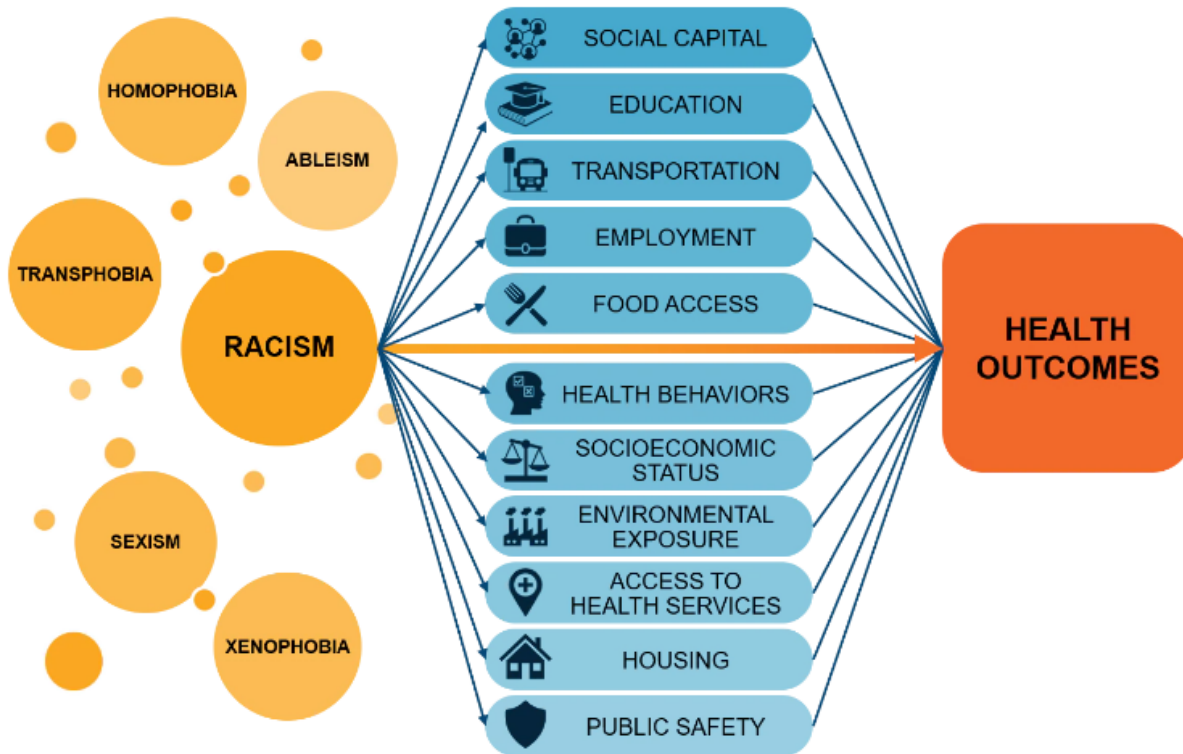 HOMOPHOBIA
ABLEISM
TRANSPHOBIA
RACISM
SEXISM
XENOPHOBIA
SOCIAL CAPITAL
EDUCATION
TRANSPORTATION
EMPLOYMENT
FOOD ACCESS
HEALTH BEHAVIORS
SOCIOECONOMIC
STATUS
ENVIRONMENTAL
EXPOSURE
ACCESS TO
HEALTH SERVICES
HOUSING
PUBLIC SAFETY
HEALTH
OUTCOMES